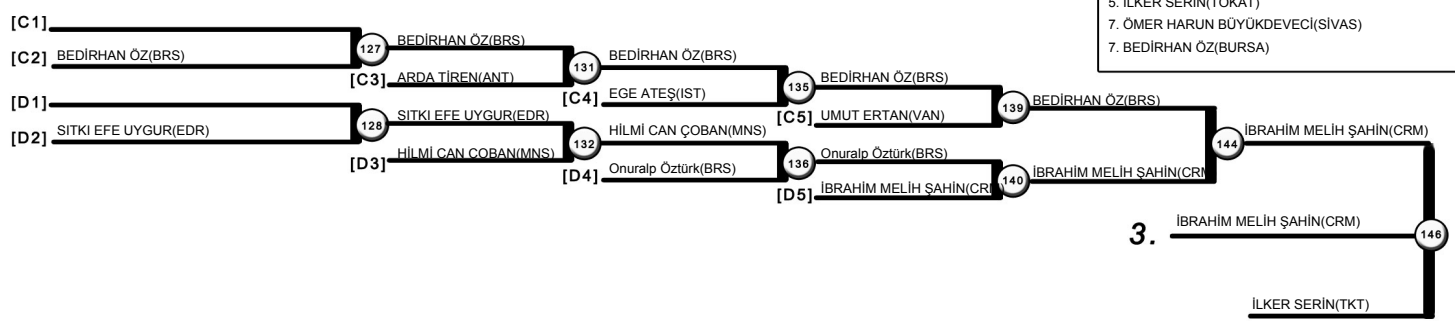 5. İLKER SERİN(TOKAT)
7. ÖMER HARUN BÜYÜKDEVECİ(SİVAS)
7. BEDİRHAN ÖZ(BURSA)
[C1]
[C2] BEDİRHAN ÖZ(BRS)
127 BEDİRHAN ÖZ(BRS)
[C3] ARDA TİREN(ANT)
131 BEDİRHAN ÖZ(BRS)
[C4] EGE ATEŞ(IST)
135 BEDİRHAN ÖZ(BRS)
[C5] UMUT ERTAN(VAN)
139 BEDİRHAN ÖZ(BRS)
[D1]
[D2] SITKI EFE UYGUR(EDR)
128 SITKI EFE UYGUR(EDR)
[D3] HİLMİ CAN ÇOBAN(MNS)
132 HİLMİ CAN ÇOBAN(MNS)
[D4] Onuralp Öztürk(BRS)
136 Onuralp Öztürk(BRS)
[D5] İBRAHİM MELİH ŞAHİN(CRM)
140 İBRAHİM MELİH ŞAHİN(CRM
144 İBRAHİM MELİH ŞAHİN(CRM)
3. İBRAHİM MELİH ŞAHİN(CRM)
146
İLKER SERİN(TKT)